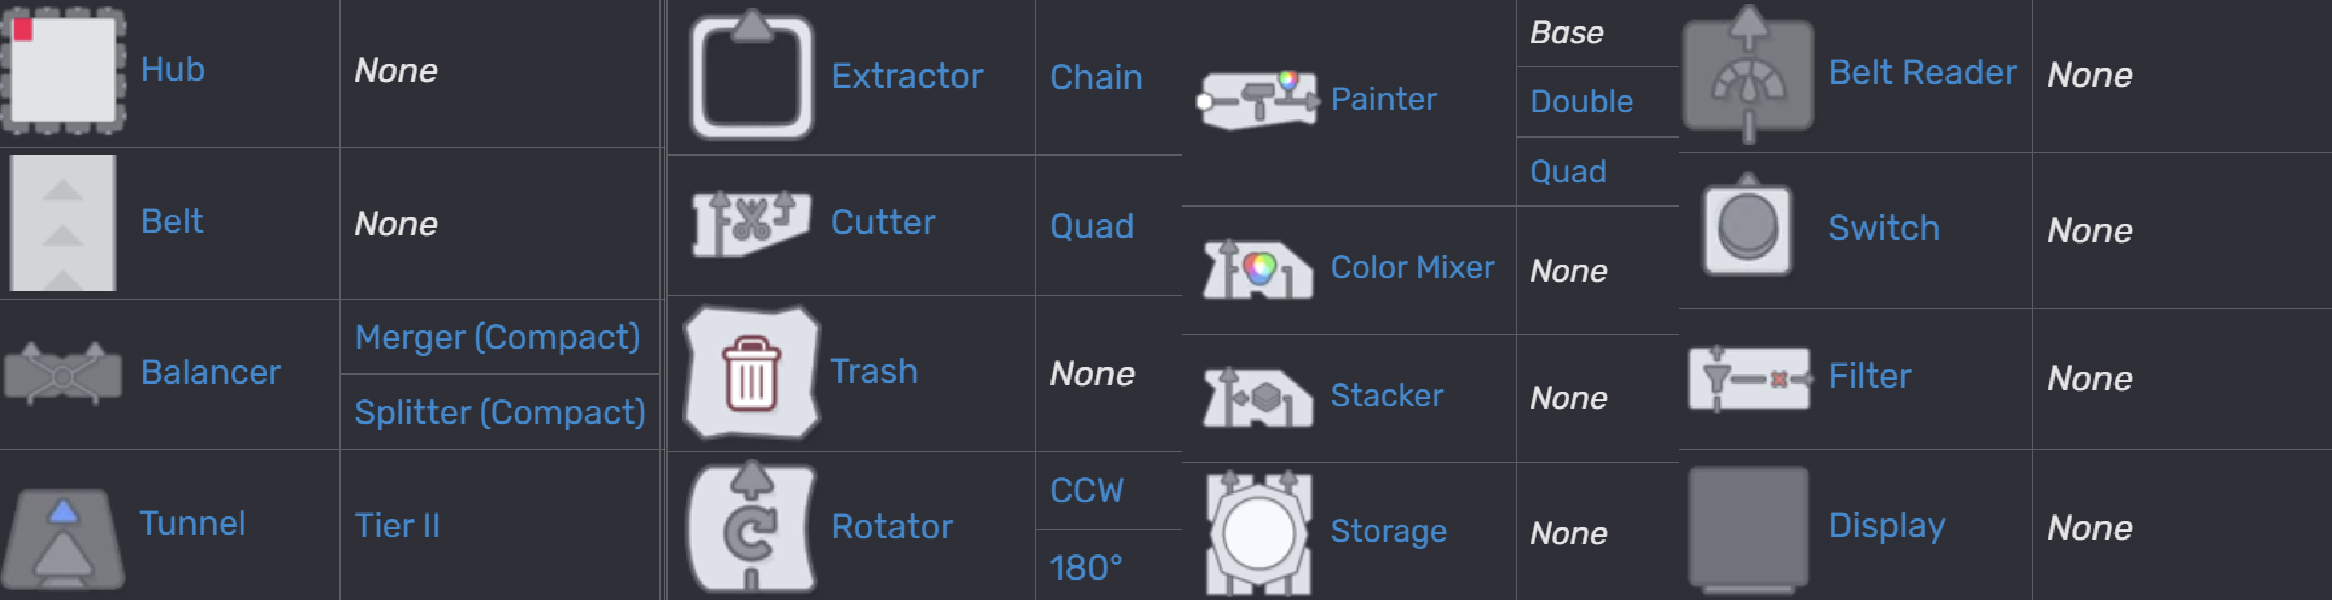 Hub
None
Belt
None
Balancer
Merger (Compact)
Splitter (Compact)
Tunnel
Tier II
Extractor
Chain
Cutter
Quad
Trash
None
Rotator
CCW
180°
Painter
Base
Double
Quad
Color Mixer
None
Stacker
None
Storage
None
Belt Reader
None
Switch
None
Filter
None
Display
None